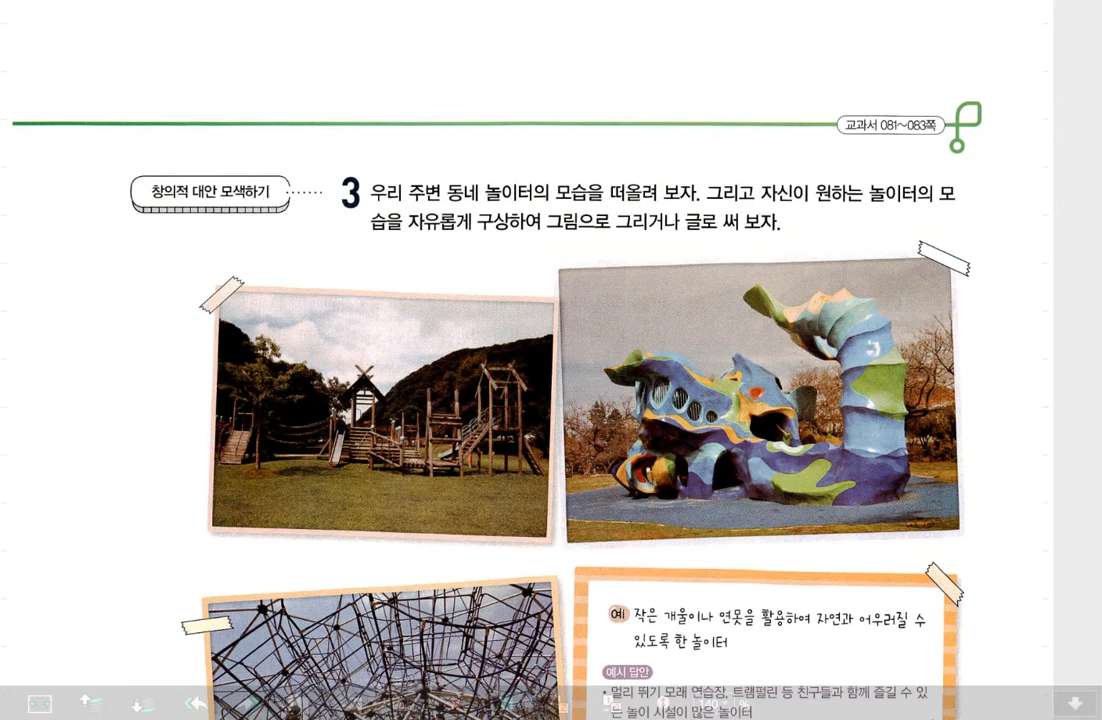 교과서 081~083쪽
창의적 대안 모색하기
3 우리 주변 동네 놀이터의 모습을 떠올려 보자. 그리고 자신이 원하는 놀이터의 모
습을 자유롭게 구상하여 그림으로 그리거나 글로 써 보자.
예 작은 개울이나 연못을 활용하여 자연과 어우러질 수
있도록 한 놀이터
예시 답안
• 멀리 뛰기 모래 연습장, 트램펄린 등 친구들과 함께 즐길 수 있
는 놀이 시설이 많은 놀이터
140 %